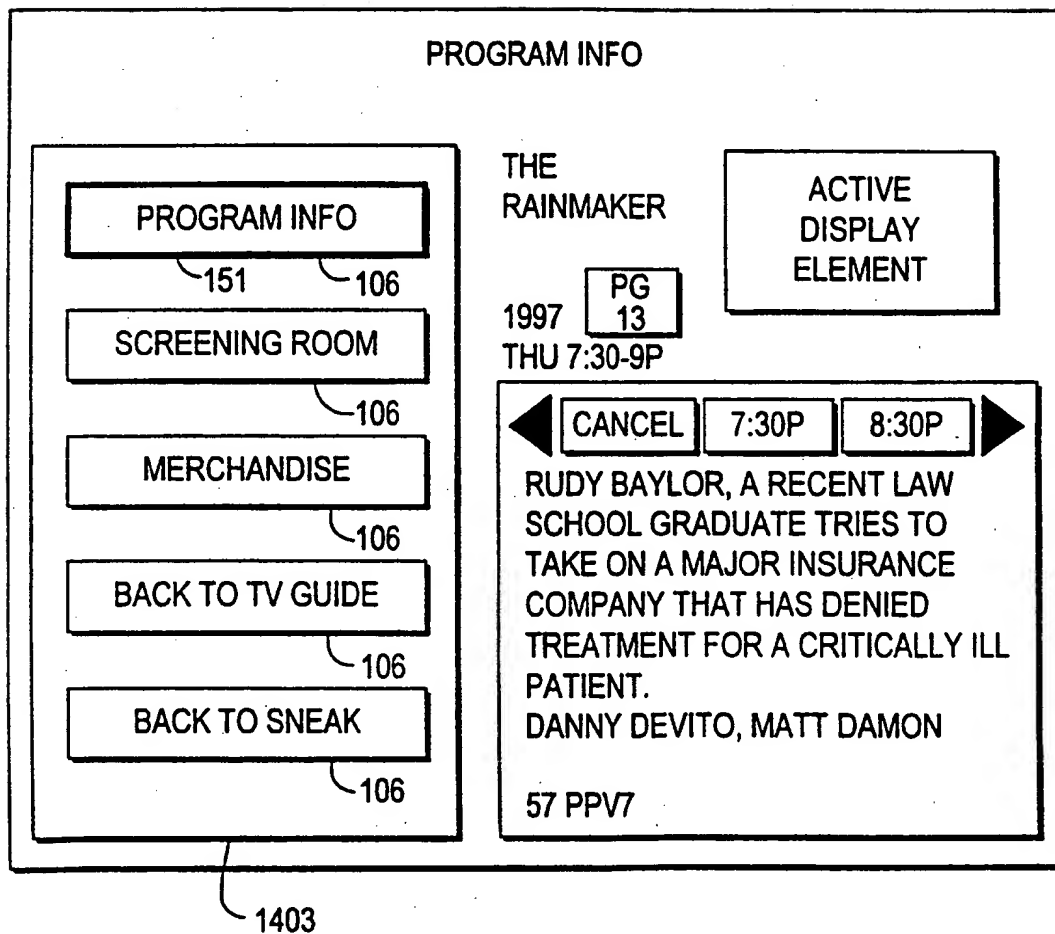 PROGRAM INFO
PROGRAM INFO
151
106
SCREENING ROOM
106
MERCHANDISE
106
BACK TO TV GUIDE
106
BACK TO SNEAK
106
1403
THE
RAINMAKER
1997
PG
13
THU 7:30-9P
ACTIVE
DISPLAY
ELEMENT
CANCEL 7:30P 8:30P
RUDY BAYLOR, A RECENT LAW
SCHOOL GRADUATE TRIES TO
TAKE ON A MAJOR INSURANCE
COMPANY THAT HAS DENIED
TREATMENT FOR A CRITICALLY ILL
PATIENT.
DANNY DEVITO, MATT DAMON
57 PPV7